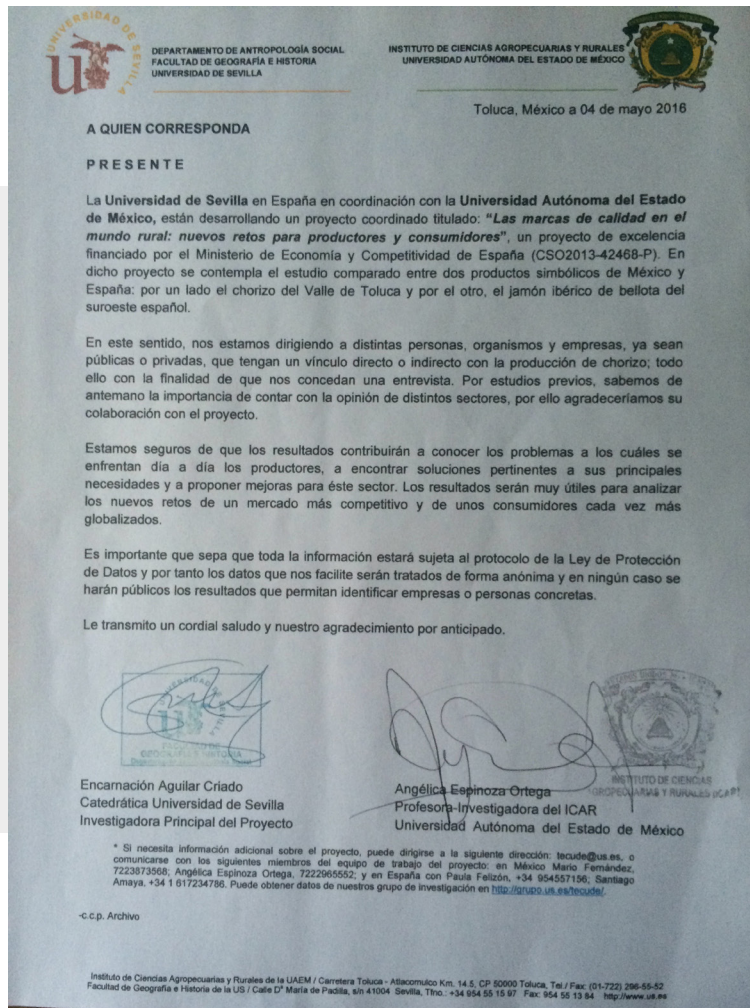 UNIVERSIDAD DE SEVILLA
DEPARTAMENTO DE ANTROPOLOGÍA SOCIAL
FACULTAD DE GEOGRAFÍA E HISTORIA
UNIVERSIDAD DE SEVILLA
INSTITUTO DE CIENCIAS AGROPECUARIAS Y RURALES
UNIVERSIDAD AUTÓNOMA DEL ESTADO DE MÉXICO
Toluca, México a 04 de mayo 2016
A QUIEN CORRESPONDA
P R E S E N T E
La Universidad de Sevilla en España en coordinación con la Universidad Autónoma del Estado
de México, están desarrollando un proyecto coordinado titulado: “Las marcas de calidad en el
mundo rural: nuevos retos para productores y consumidores”, un proyecto de excelencia
financiado por el Ministerio de Economía y Competitividad de España (CSO2013-42468-P). En
dicho proyecto se contempla el estudio comparado entre dos productos simbólicos de México y
España: por un lado el chorizo del Valle de Toluca y por el otro, el jamón ibérico de bellota del
suroeste español.
En este sentido, nos estamos dirigiendo a distintas personas, organismos y empresas, ya sean
públicas o privadas, que tengan un vínculo directo o indirecto con la producción de chorizo; todo
ello con la finalidad de que nos concedan una entrevista. Por estudios previos, sabemos de
antemano la importancia de contar con la opinión de distintos sectores, por ello agradeceríamos su
colaboración con el proyecto.
Estamos seguros de que los resultados contribuirán a conocer los problemas a los cuáles se
enfrentan día a día los productores, a encontrar soluciones pertinentes a sus principales
necesidades y a proponer mejoras para éste sector. Los resultados serán muy útiles para analizar
los nuevos retos de un mercado más competitivo y de unos consumidores cada vez más
globalizados.
Es importante que sepa que toda la información estará sujeta al protocolo de la Ley de Protección
de Datos y por tanto los datos que nos facilite serán tratados de forma anónima y en ningún caso se
harán públicos los resultados que permitan identificar empresas o personas concretas.
Le transmito un cordial saludo y nuestro agradecimiento por anticipado.
UNIVERSIDAD DE SEVILLA
FACULTAD DE
GEOGRAFÍA E HISTORIA
INSTITUTO DE CIENCIAS
AGROPECUARIAS Y RURALES (ICAR)
Encarnación Aguilar Criado
Catedrática Universidad de Sevilla
Investigadora Principal del Proyecto
Angélica Espinoza Ortega
Profesora-Investigadora del ICAR
Universidad Autónoma del Estado de México
* Si necesita información adicional sobre el proyecto, puede dirigirse a la siguiente dirección: tecude@us.es, o
comunicarse con los siguientes miembros del equipo de trabajo del proyecto: en México Mario Fernández,
7223873568; Angélica Espinoza Ortega, 7222965552; y en España con Paula Felizón, +34 954557156; Santiago
Amaya, +34 1 617234786. Puede obtener datos de nuestros grupo de investigación en http://grupo.us.es/tecude/.
-c.c.p. Archivo
Instituto de Ciencias Agropecuarias y Rurales de la UAEM / Carretera Toluca - Atlacomulco Km. 14.5, CP 50000 Toluca, Tel./ Fax: (01-722) 296-55-52
Facultad de Geografía e Historia de la US / Calle Dª María de Padilla, s/n 41004 Sevilla, Tfno.: +34 954 55 15 97 Fax: 954 55 13 84 http://www.us.es